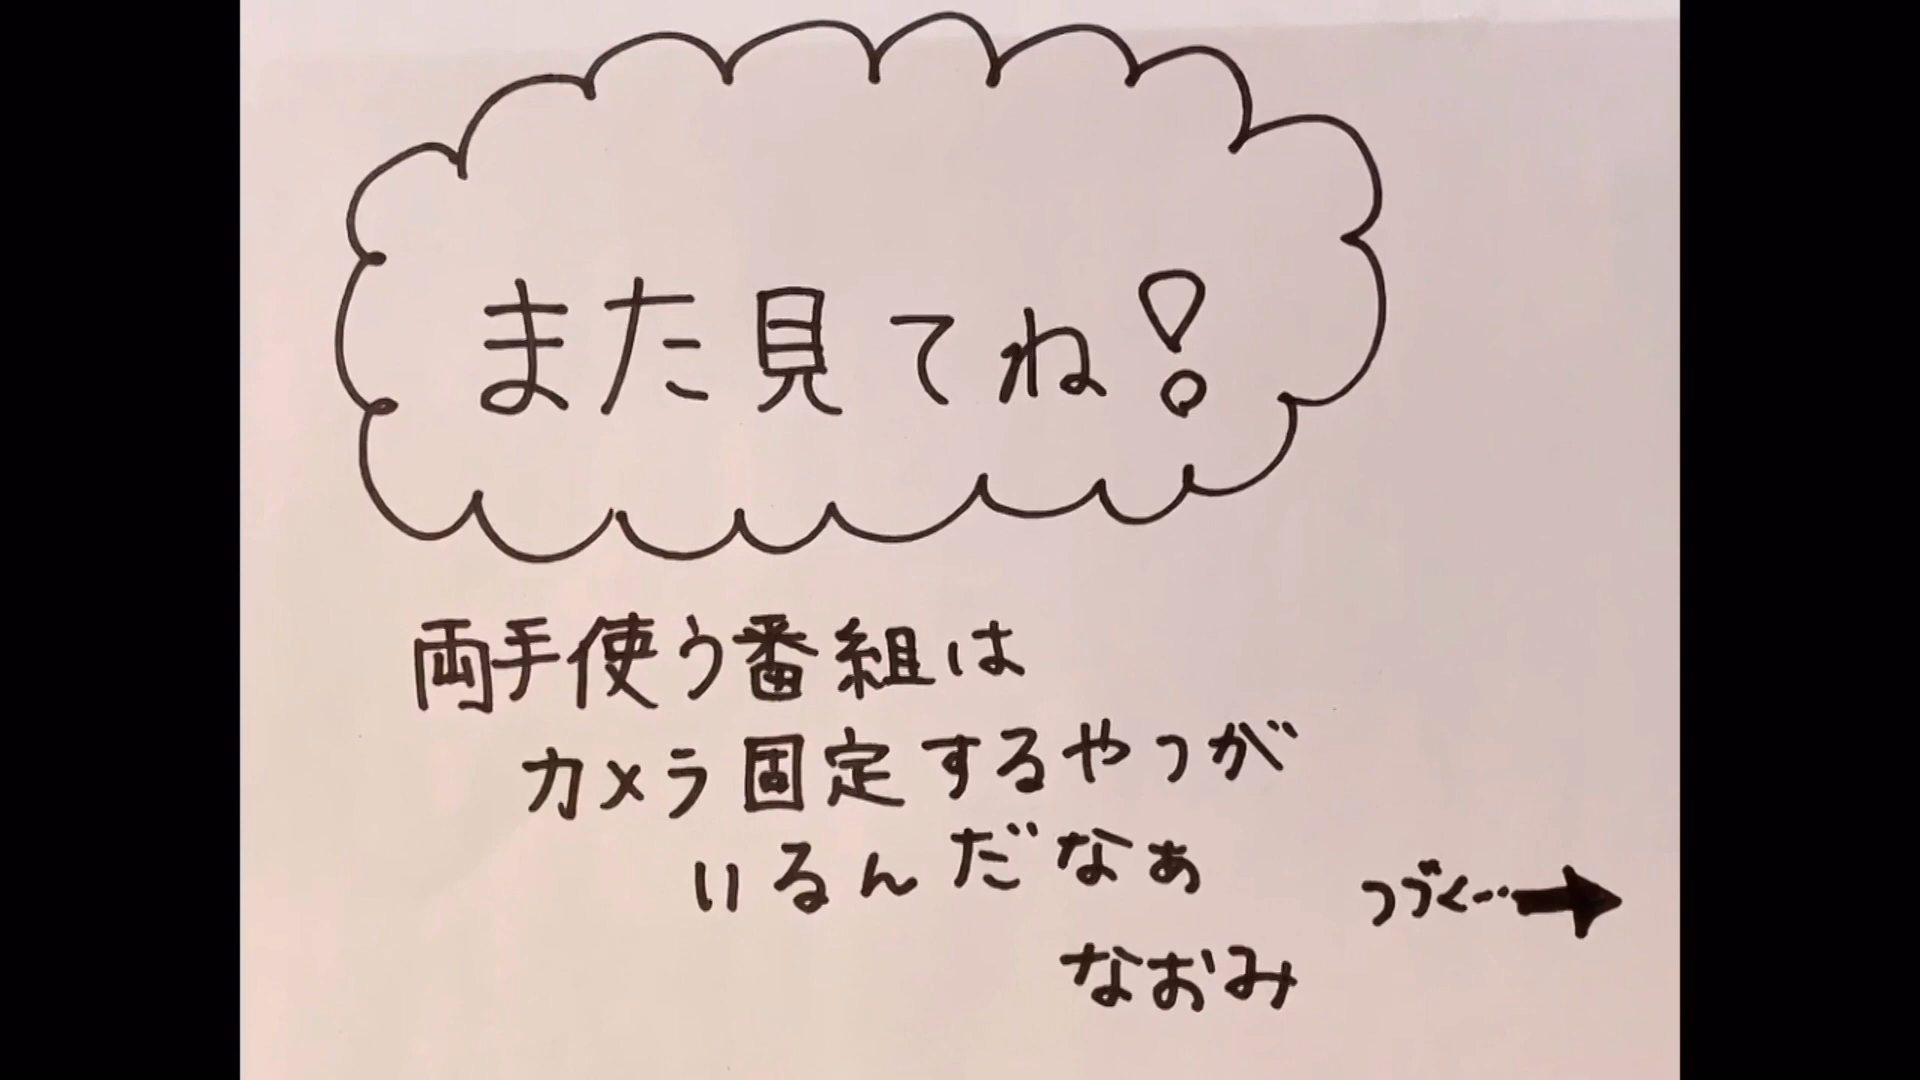 また見てね!
両手使う番組は
カメラ固定するやつが
いるんだなぁ
つづく…→
なおみ